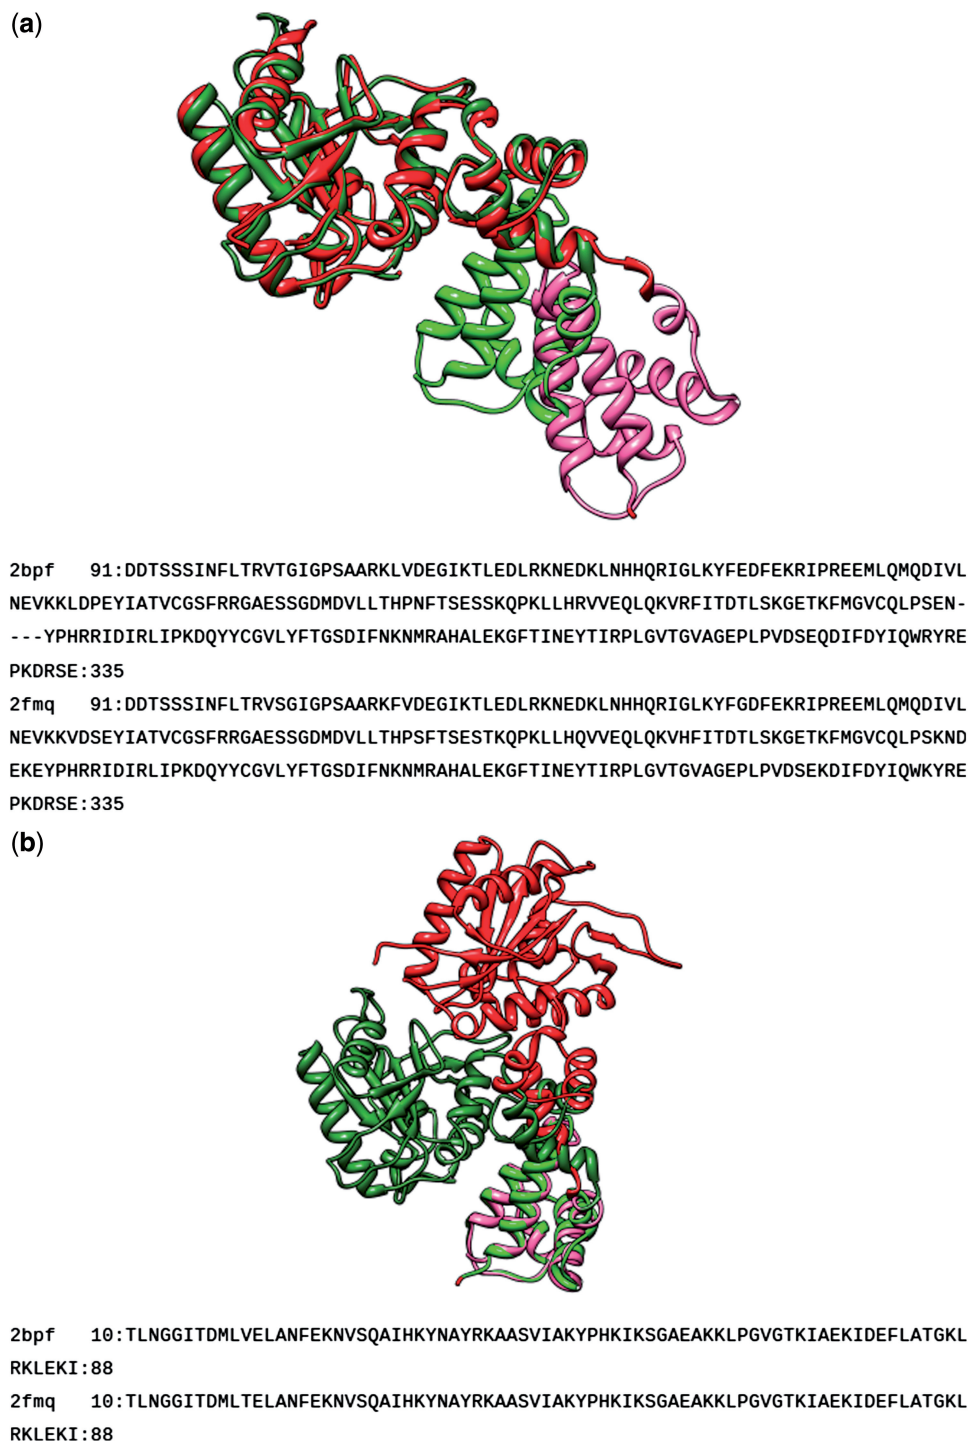 (a)
2bpf 91:DDTSSSINFLTRVTGIGPSAARKLVDEGIKTLEDLRKNEDKLNHHQRIGLKYFEDFEKRIPREEMLQMQDIVL
NEVKKLDPEYIATVCGSFRRGAESSGDMDVLLTHPNFTSESSKQPKLLHRVVEQLQKVRFITDTLSKGETKFMGVCQLPSEN-
---YPHRRIDIRLIPKDQYYCGVLYFTGSDIFNKNMRAHALEKGFTINEYTIRPLGVTGVAGEPLPVDSEQDIFDYIQWRYRE
PKDRSE:335
2fmq 91:DDTSSSINFLTRVSGIGPSAARKFVDEGIKTLEDLRKNEDKLNHHQRIGLKYFGDFEKRIPREEMLQMQDIVL
NEVKKVDSEYIATVCGSFRRGAESSGDMDVLLTHPSFTSESTKQPKLLHQVVEQLQKVHFITDTLSKGETKFMGVCQLPSKND
EKEYPHRRIDIRLIPKDQYYCGVLYFTGSDIFNKNMRAHALEKGFTINEYTIRPLGVTGVAGEPLPVDSEKDIFDYIQWKYRE
PKDRSE:335
(b)
2bpf 10:TLNGGITDMLVELANFEKNVSQAIHKYNAYRKAASVIAKYPHKIKSGAEAKKLPGVGTKIAEKIDEFLATGKL
RKLEKI:88
2fmq 10:TLNGGITDMLTELANFEKNVSQAIHKYNAYRKAASVIAKYPHKIKSGAEAKKLPGVGTKIAEKIDEFLATGKL
RKLEKI:88